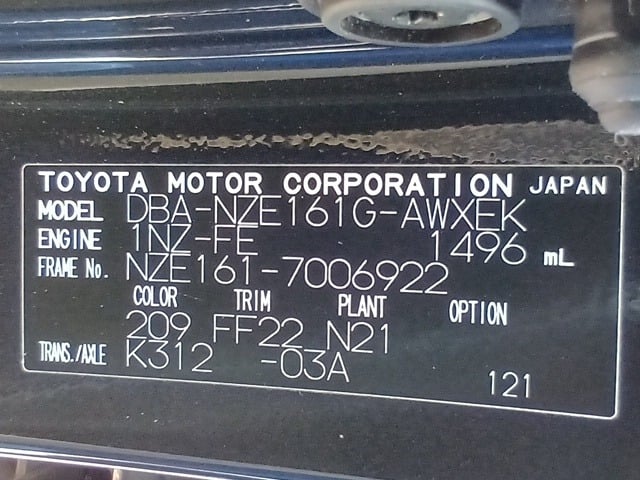 TOYOTA MOTOR CORPORATION JAPAN
MODEL DBA-NZE161G-AWXEK
ENGINE 1NZ-FE 1496 mL
FRAME No. NZE161-7006922
COLOR TRIM PLANT OPTION
209 FF22 N21
TRANS./AXLE K312 -03A
121